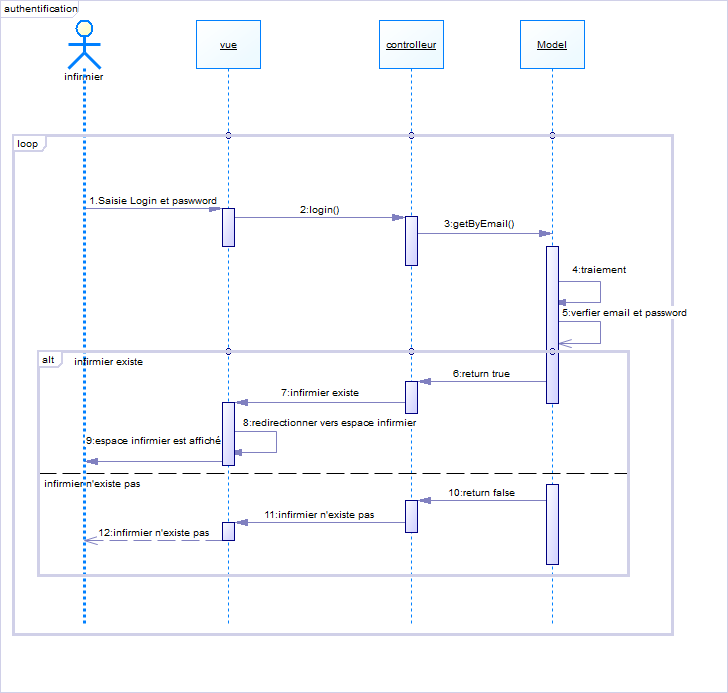 authentification
infirmier
vue
controlleur
Model
loop
1.Saisie Login et pawword
2:login()
3:getByEmail()
4:traiement
5:verfier email et password
alt
infirmier existe
6:return true
7:infirmier existe
8:redirectionner vers espace infirmier
9:espace infirmier est affiché
infirmier n'existe pas
10:return false
11:infirmier n'existe pas
12:infirmier n'existe pas